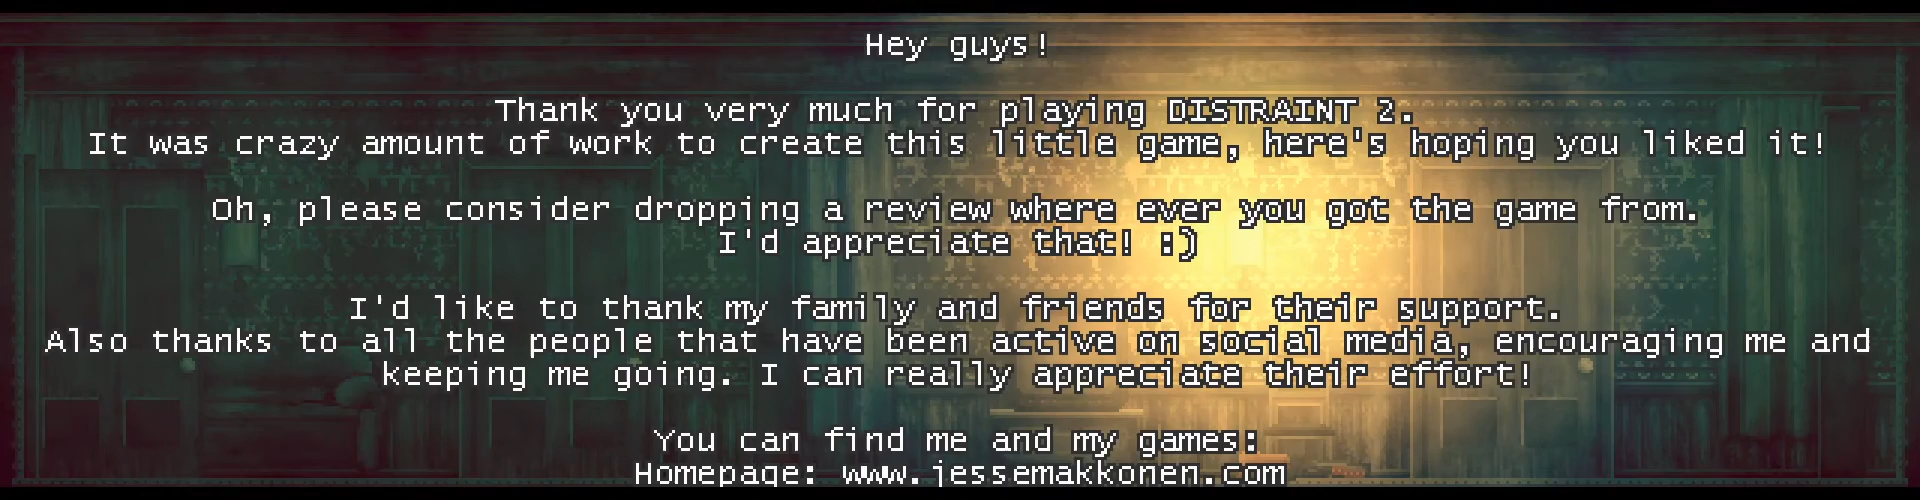 Hey guys!
Thank you very much for playing DISTRAINT 2.
It was crazy amount of work to create this little game, here's hoping you liked it!
Oh, please consider dropping a review where ever you got the game from.
I'd appreciate that! :)
I'd like to thank my family and friends for their support.
Also thanks to all the people that have been active on social media, encouraging me and
keeping me going. I can really appreciate their effort!
You can find me and my games:
Homepage: www.jessemakkonen.com